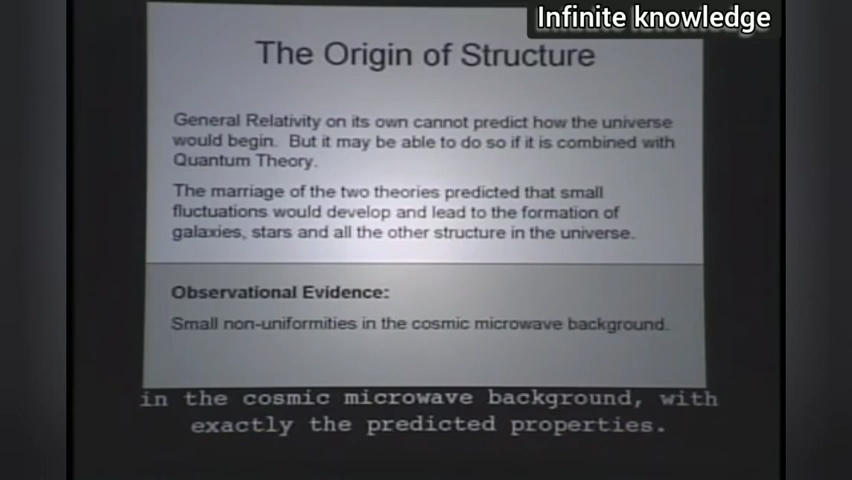 Infinite knowledge
The Origin of Structure
General Relativity on its own cannot predict how the universe
would begin. But it may be able to do so if it is combined with
Quantum Theory.
The marriage of the two theories predicted that small
fluctuations would develop and lead to the formation of
galaxies, stars and all the other structure in the universe.
Observational Evidence:
Small non-uniformities in the cosmic microwave background.
in the cosmic microwave background, with
exactly the predicted properties.